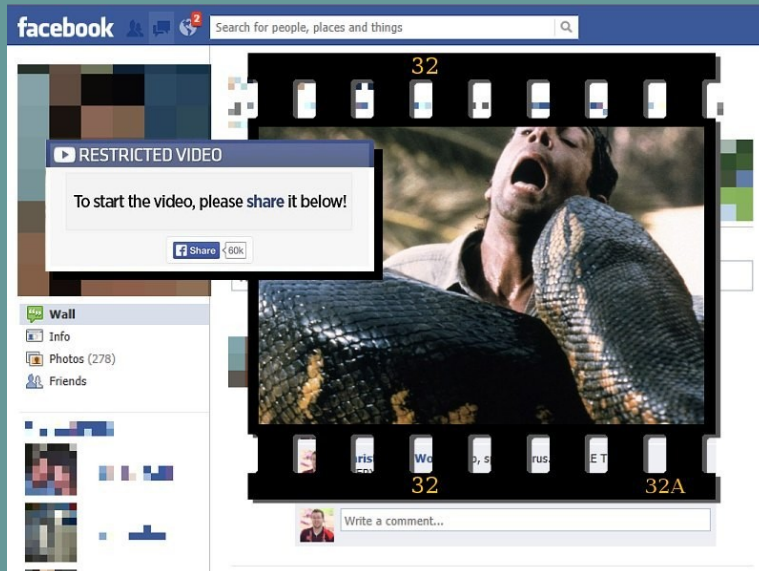 facebook
2
Search for people, places and things
32
RESTRICTED VIDEO
To start the video, please share it below!
Share 60k
Wall
Info
Photos (278)
Friends
32
32A
Write a comment...